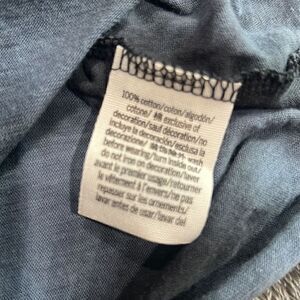 100% cotton/coton/algodón/
cotone/棉 exclusive of
decoration/sauf décoration/no
incluye la decoración/esclusa la
decorazione/ wash
before wearing/turn inside out/
do not iron on decoration/laver
avant le premier usage/retourner
le vêtement à l'envers/ne pas
repasser sur les ornements/
lavar antes de usar/lavar del